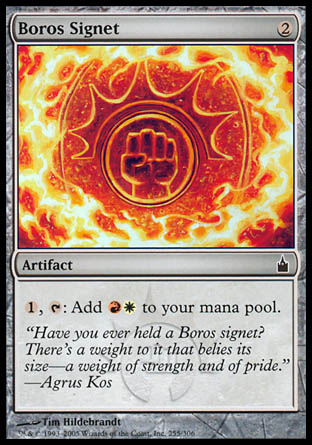 Boros Signet 2
Artifact
1, : Add to your mana pool.
"Have you ever held a Boros signet?
There's a weight to it that belies its
size—a weight of strength and of pride."
—Agrus Kos
Tim Hildebrandt
™ & © 1993–2005 Wizards of the Coast, Inc. 255/306